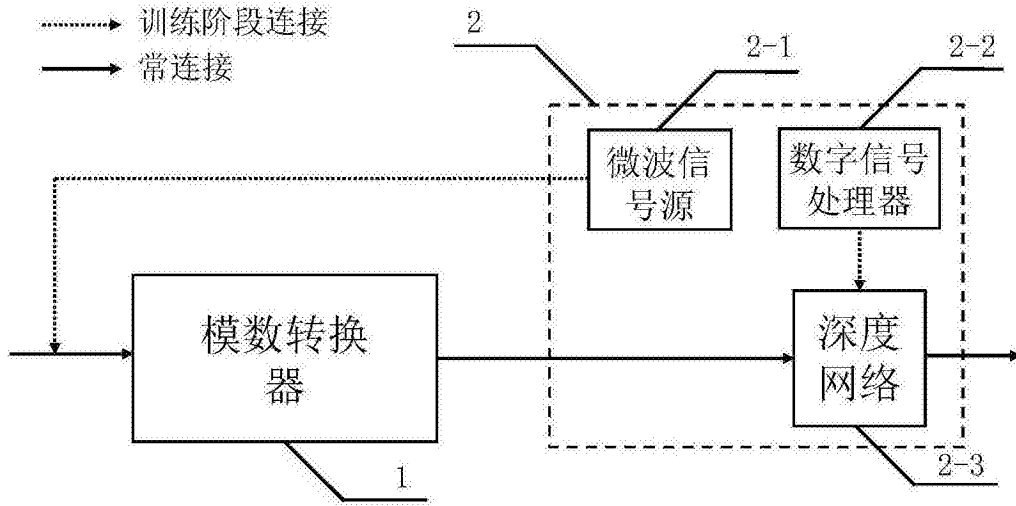 训练阶段连接
常连接
2
2-1
2-2
微波信
号源
数字信号
处理器
模数转换
器
深度
网络
1
2-3